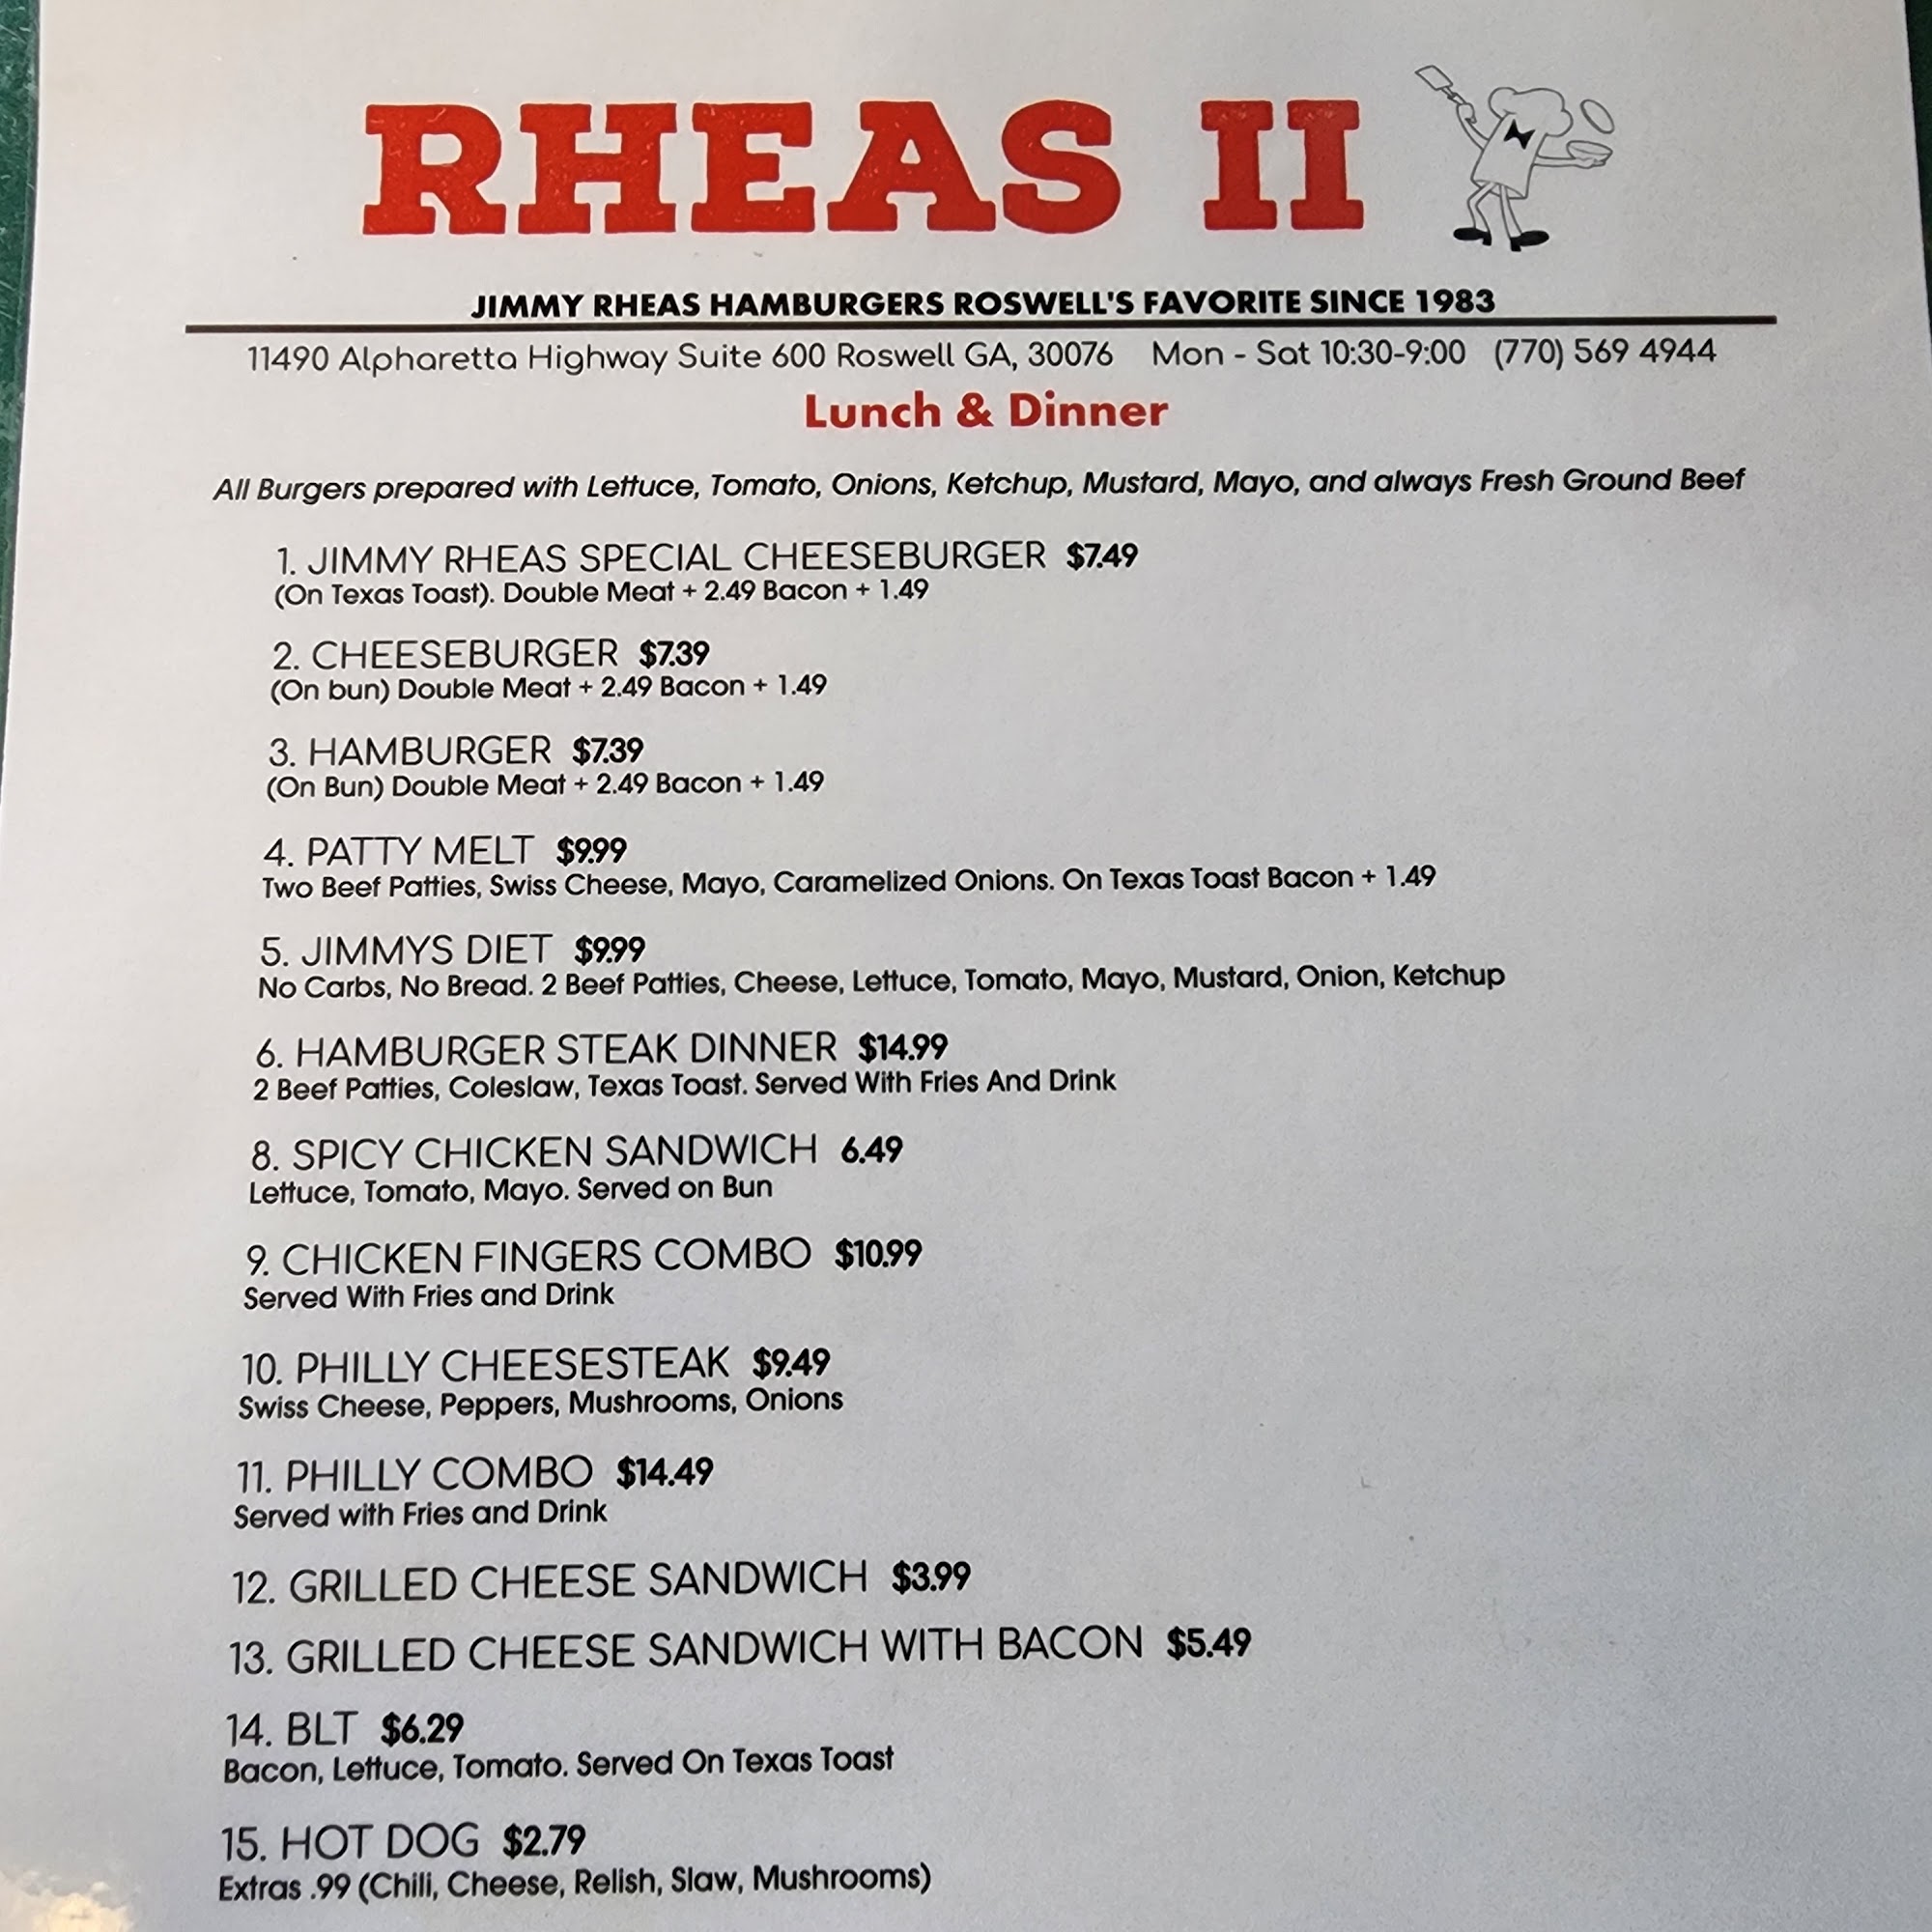 RHEAS II
JIMMY RHEAS HAMBURGERS ROSWELL'S FAVORITE SINCE 1983
11490 Alpharetta Highway Suite 600 Roswell GA, 30076 Mon - Sat 10:30-9:00 (770) 569 4944
Lunch & Dinner
All Burgers prepared with Lettuce, Tomato, Onions, Ketchup, Mustard, Mayo, and always Fresh Ground Beef
1. JIMMY RHEAS SPECIAL CHEESEBURGER $7.49
(On Texas Toast). Double Meat + 2.49 Bacon + 1.49
2. CHEESEBURGER $7.39
(On bun) Double Meat + 2.49 Bacon + 1.49
3. HAMBURGER $7.39
(On Bun) Double Meat + 2.49 Bacon + 1.49
4. PATTY MELT $9.99
Two Beef Patties, Swiss Cheese, Mayo, Caramelized Onions. On Texas Toast Bacon + 1.49
5. JIMMYS DIET $9.99
No Carbs, No Bread. 2 Beef Patties, Cheese, Lettuce, Tomato, Mayo, Mustard, Onion, Ketchup
6. HAMBURGER STEAK DINNER $14.99
2 Beef Patties, Coleslaw, Texas Toast. Served With Fries And Drink
8. SPICY CHICKEN SANDWICH 6.49
Lettuce, Tomato, Mayo. Served on Bun
9. CHICKEN FINGERS COMBO $10.99
Served With Fries and Drink
10. PHILLY CHEESESTEAK $9.49
Swiss Cheese, Peppers, Mushrooms, Onions
11. PHILLY COMBO $14.49
Served with Fries and Drink
12. GRILLED CHEESE SANDWICH $3.99
13. GRILLED CHEESE SANDWICH WITH BACON $5.49
14. BLT $6.29
Bacon, Lettuce, Tomato. Served On Texas Toast
15. HOT DOG $2.79
Extras .99 (Chili, Cheese, Relish, Slaw, Mushrooms)